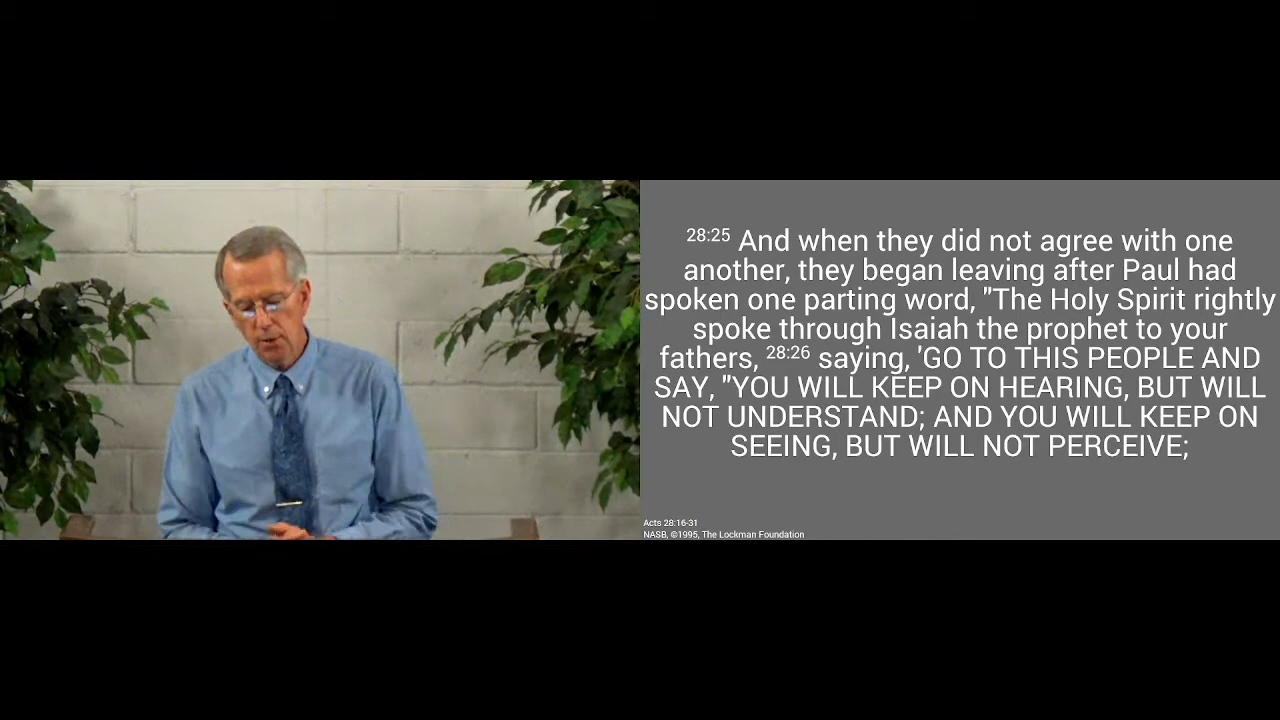 28:25 And when they did not agree with one
another, they began leaving after Paul had
spoken one parting word, "The Holy Spirit rightly
spoke through Isaiah the prophet to your
fathers, 28:26 saying, 'GO TO THIS PEOPLE AND
SAY, "YOU WILL KEEP ON HEARING, BUT WILL
NOT UNDERSTAND; AND YOU WILL KEEP ON
SEEING, BUT WILL NOT PERCEIVE;
Acts 28:16-31
NASB, ©1995, The Lockman Foundation